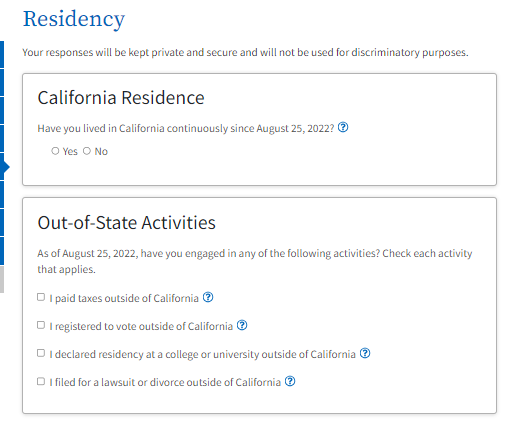 Residency
Your responses will be kept private and secure and will not be used for discriminatory purposes.
California Residence
Have you lived in California continuously since August 25, 2022? ?
Yes No
Out-of-State Activities
As of August 25, 2022, have you engaged in any of the following activities? Check each activity
that applies.
I paid taxes outside of California ?
I registered to vote outside of California ?
I declared residency at a college or university outside of California ?
I filed for a lawsuit or divorce outside of California ?